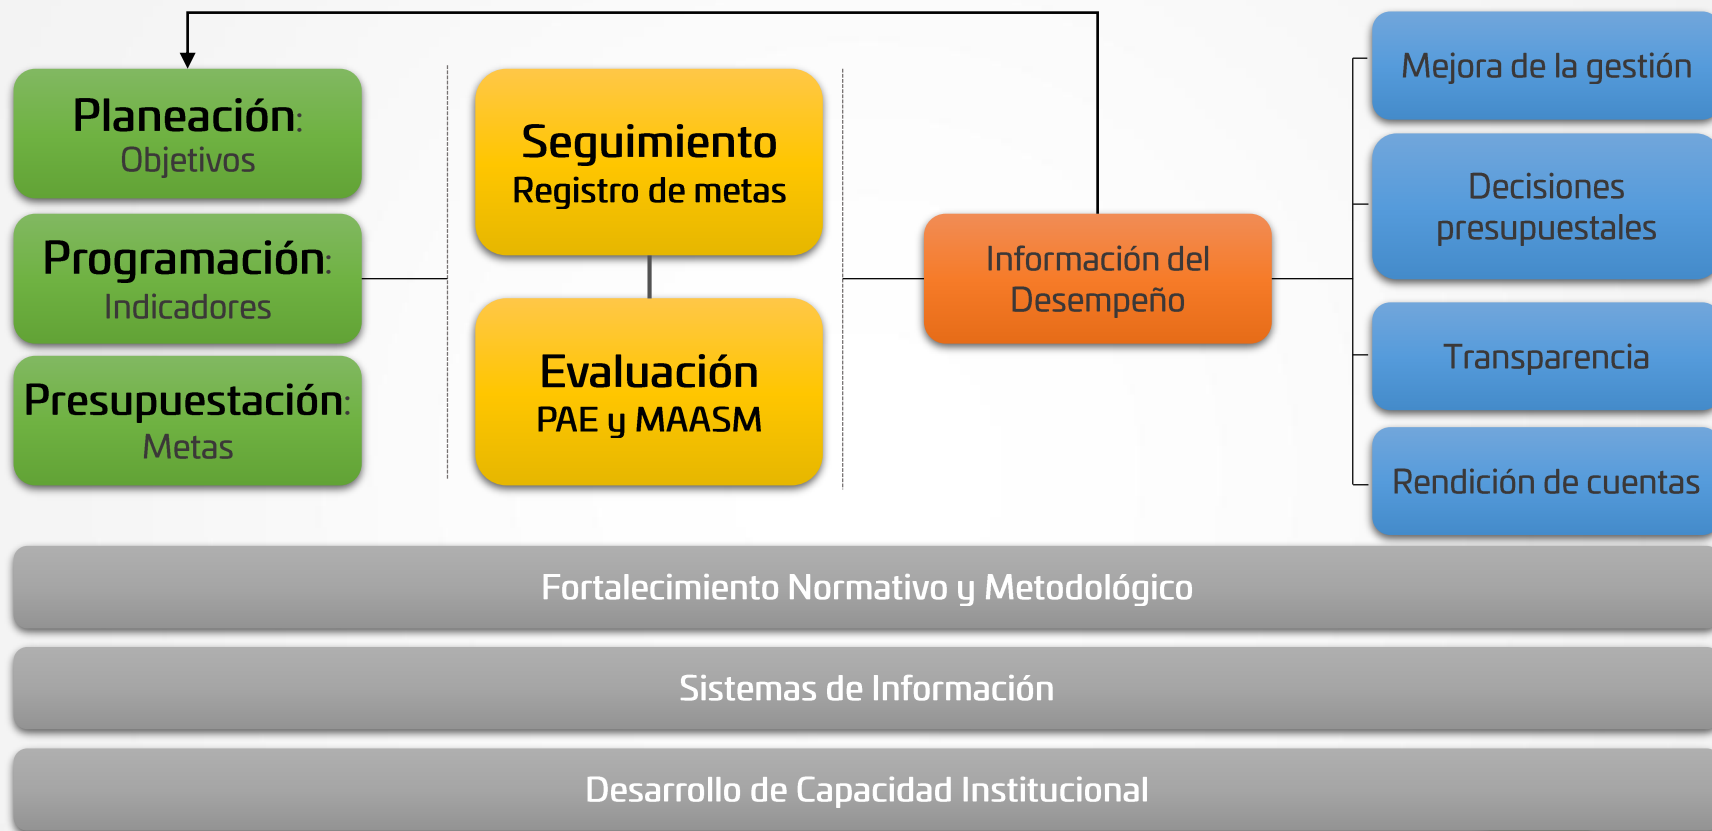 Planeación:
Objetivos
Programación:
Indicadores
Presupuestación:
Metas
Seguimiento
Registro de metas
Evaluación
PAE y MAASM
Información del
Desempeño
Mejora de la gestión
Decisiones
presupuestales
Transparencia
Rendición de cuentas
Fortalecimiento Normativo y Metodológico
Sistemas de Información
Desarrollo de Capacidad Institucional